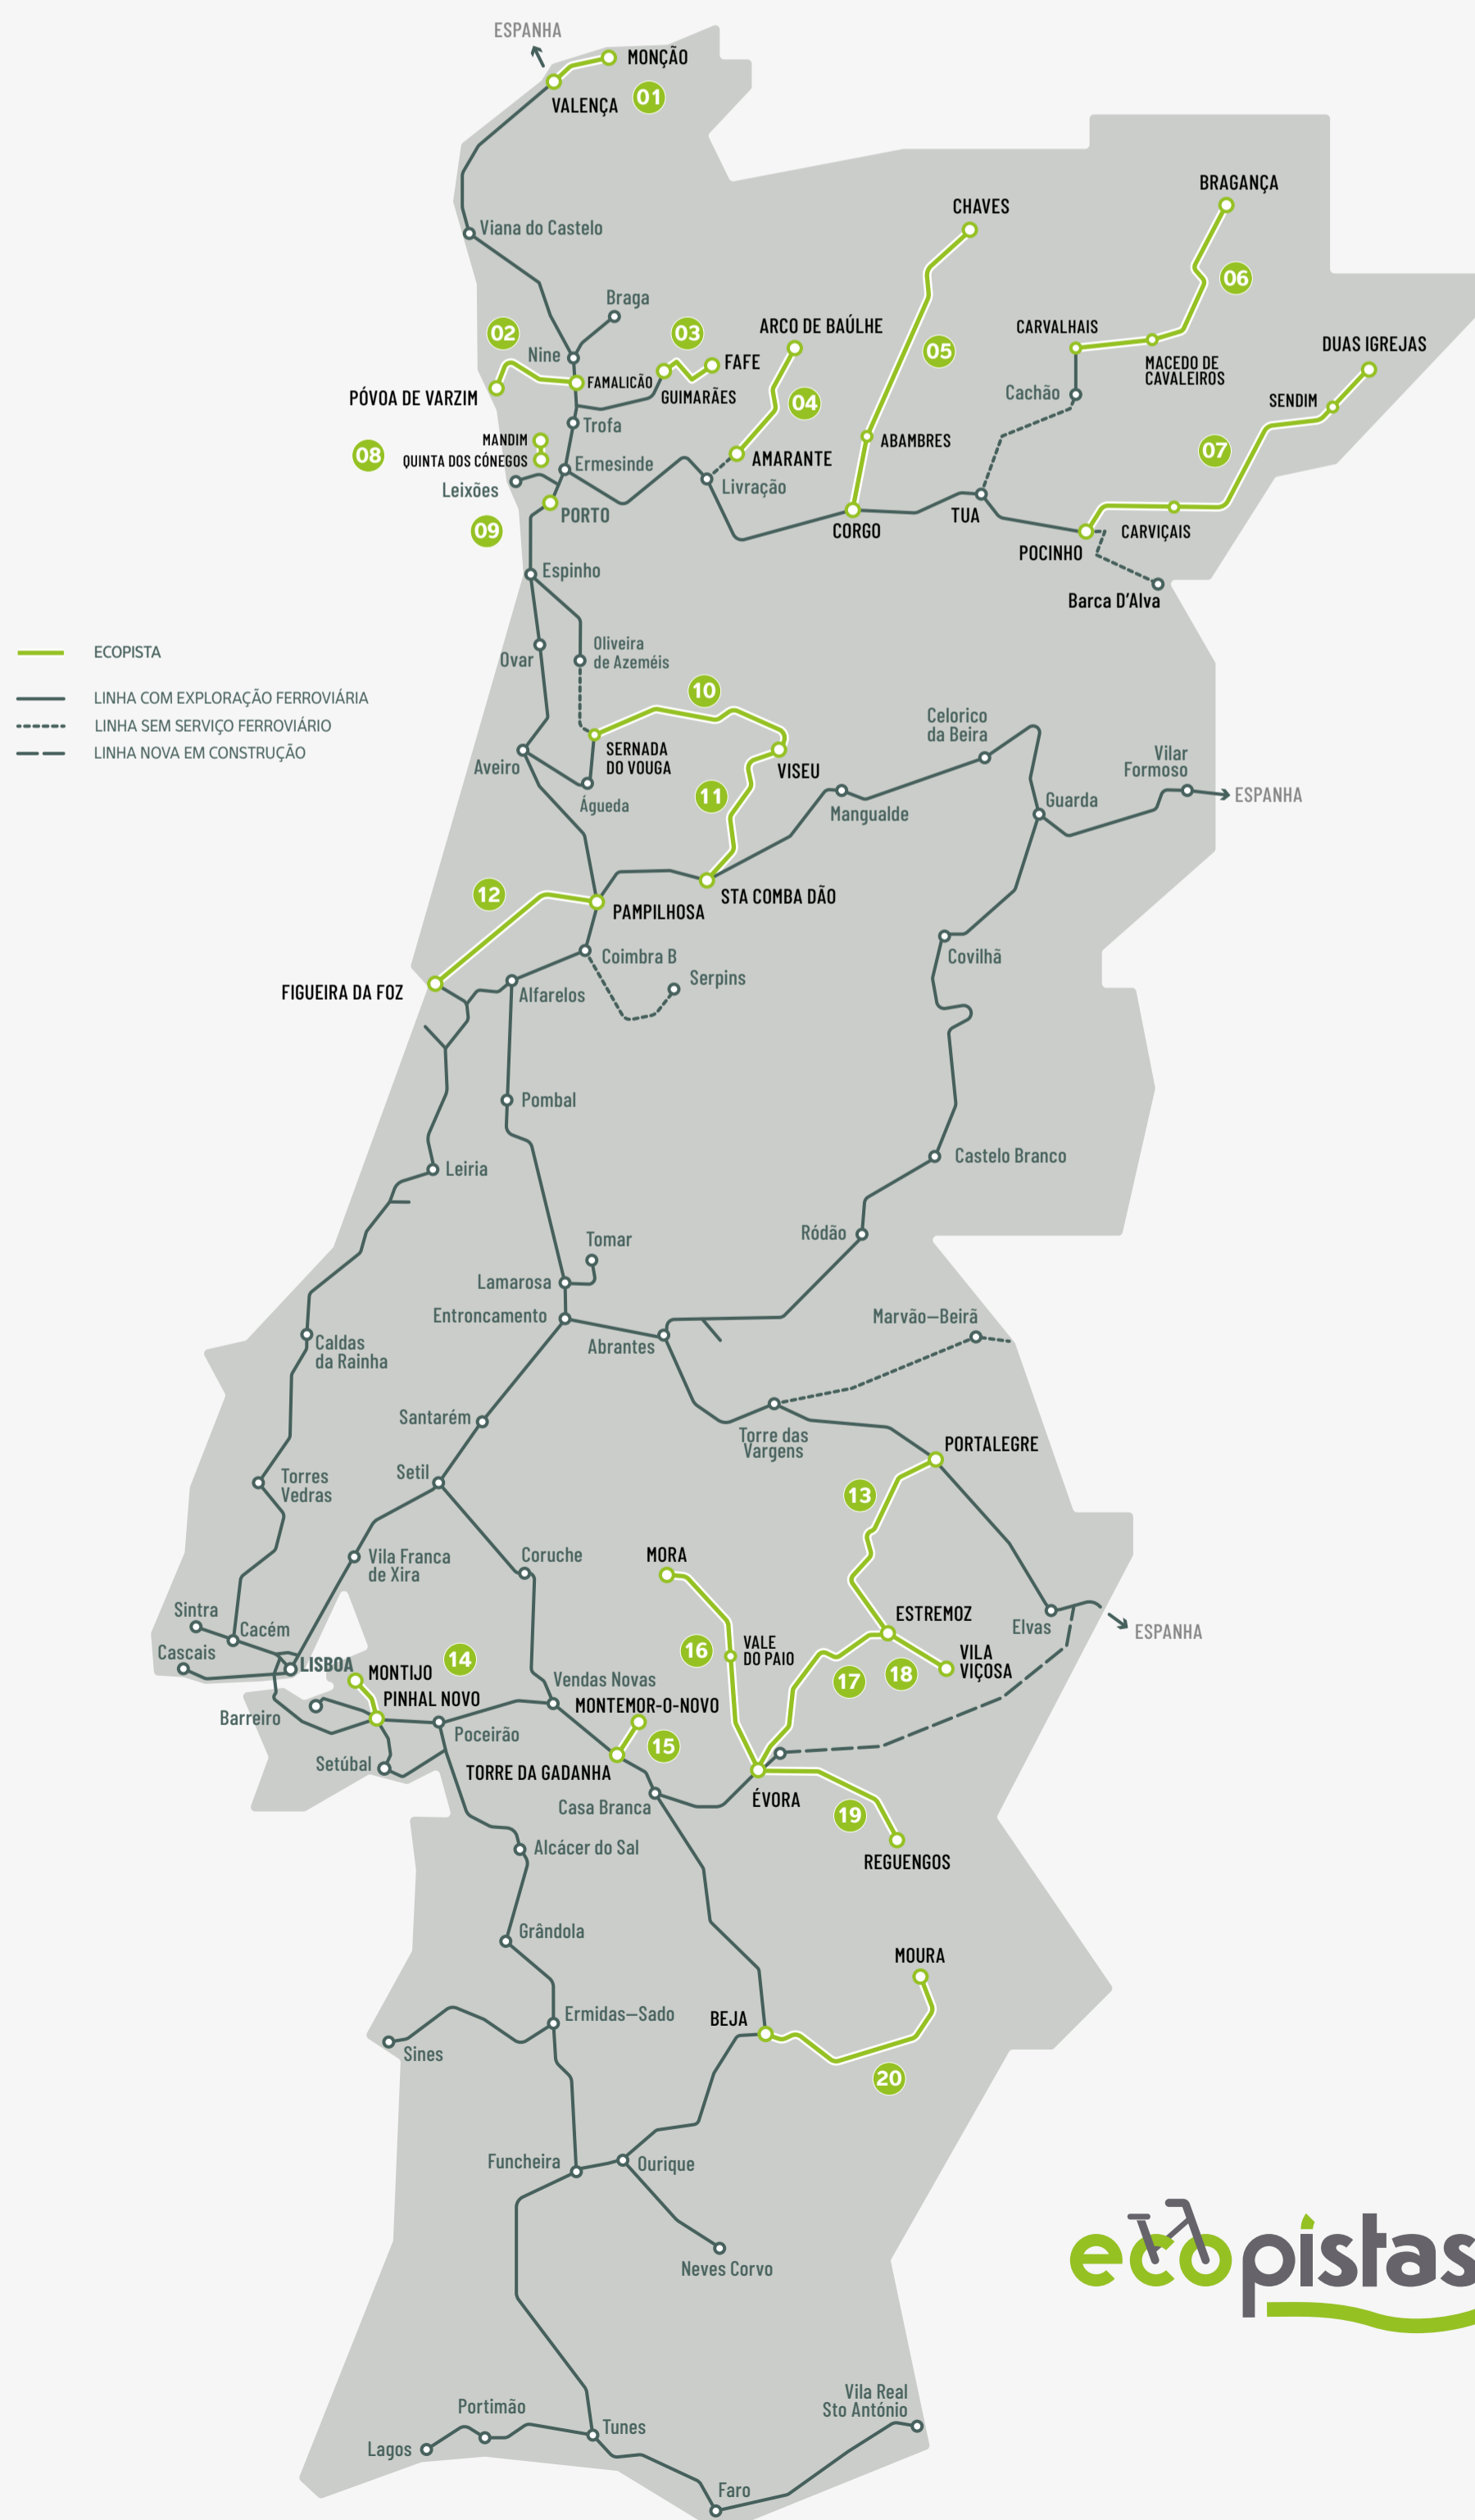 ESPANHA
MONÇÃO
01
VALENÇA
Viana do Castelo
BRAGANÇA
CHAVES
06
Braga
02
03
ARCO DE BAÚLHE
CARVALHAIS
05
DUAS IGREJAS
Nine
FAFE
MACEDO DE
CAVALEIROS
FAMALICÃO
GUIMARÃES
PÓVOA DE VARZIM
04
Cachão
SENDIM
Trofa
MANDIM
ABAMBRES
07
08
QUINTA DOS CÓNEGOS
Ermesinde
AMARANTE
Leixões
Livração
PORTO
TUA
09
CORGO
CARVIÇAIS
POCINHO
Espinho
Barca D'Alva
ECOPISTA
LINHA COM EXPLORAÇÃO FERROVIÁRIA
LINHA SEM SERVIÇO FERROVIÁRIO
LINHA NOVA EM CONSTRUÇÃO
Ovar
Oliveira
de Azeméis
10
Celorico
da Beira
SERNADA
DO VOUGA
Aveiro
VISEU
Vilar
Formoso
ESPANHA
Águeda
11
Mangualde
Guarda
12
STA COMBA DÃO
PAMPILHOSA
Coimbra B
Covilhã
Serpins
FIGUEIRA DA FOZ
Alfarelos
Pombal
Castelo Branco
Leiria
Ródão
Tomar
Lamarosa
Entroncamento
Marvão–Beirã
Abrantes
Caldas
da Rainha
Santarém
Torre das
Vargens
PORTALEGRE
Torres
Vedras
Setil
13
Vila Franca
de Xira
Coruche
MORA
Sintra
Cacém
ESTREMOZ
Elvas
ESPANHA
Cascais
LISBOA
14
16
VALE
DO PAIO
VILA
VIÇOSA
MONTIJO
17
18
PINHAL NOVO
Vendas Novas
Barreiro
MONTEMOR-O-NOVO
Poceirão
15
Setúbal
TORRE DA GADANHA
Casa Branca
ÉVORA
19
REGUENGOS
Alcácer do Sal
Grândola
MOURA
Ermidas–Sado
BEJA
Sines
20
Funcheira
Ourique
Neves Corvo
ecopistas
Vila Real
Sto António
Portimão
Tunes
Lagos
Faro